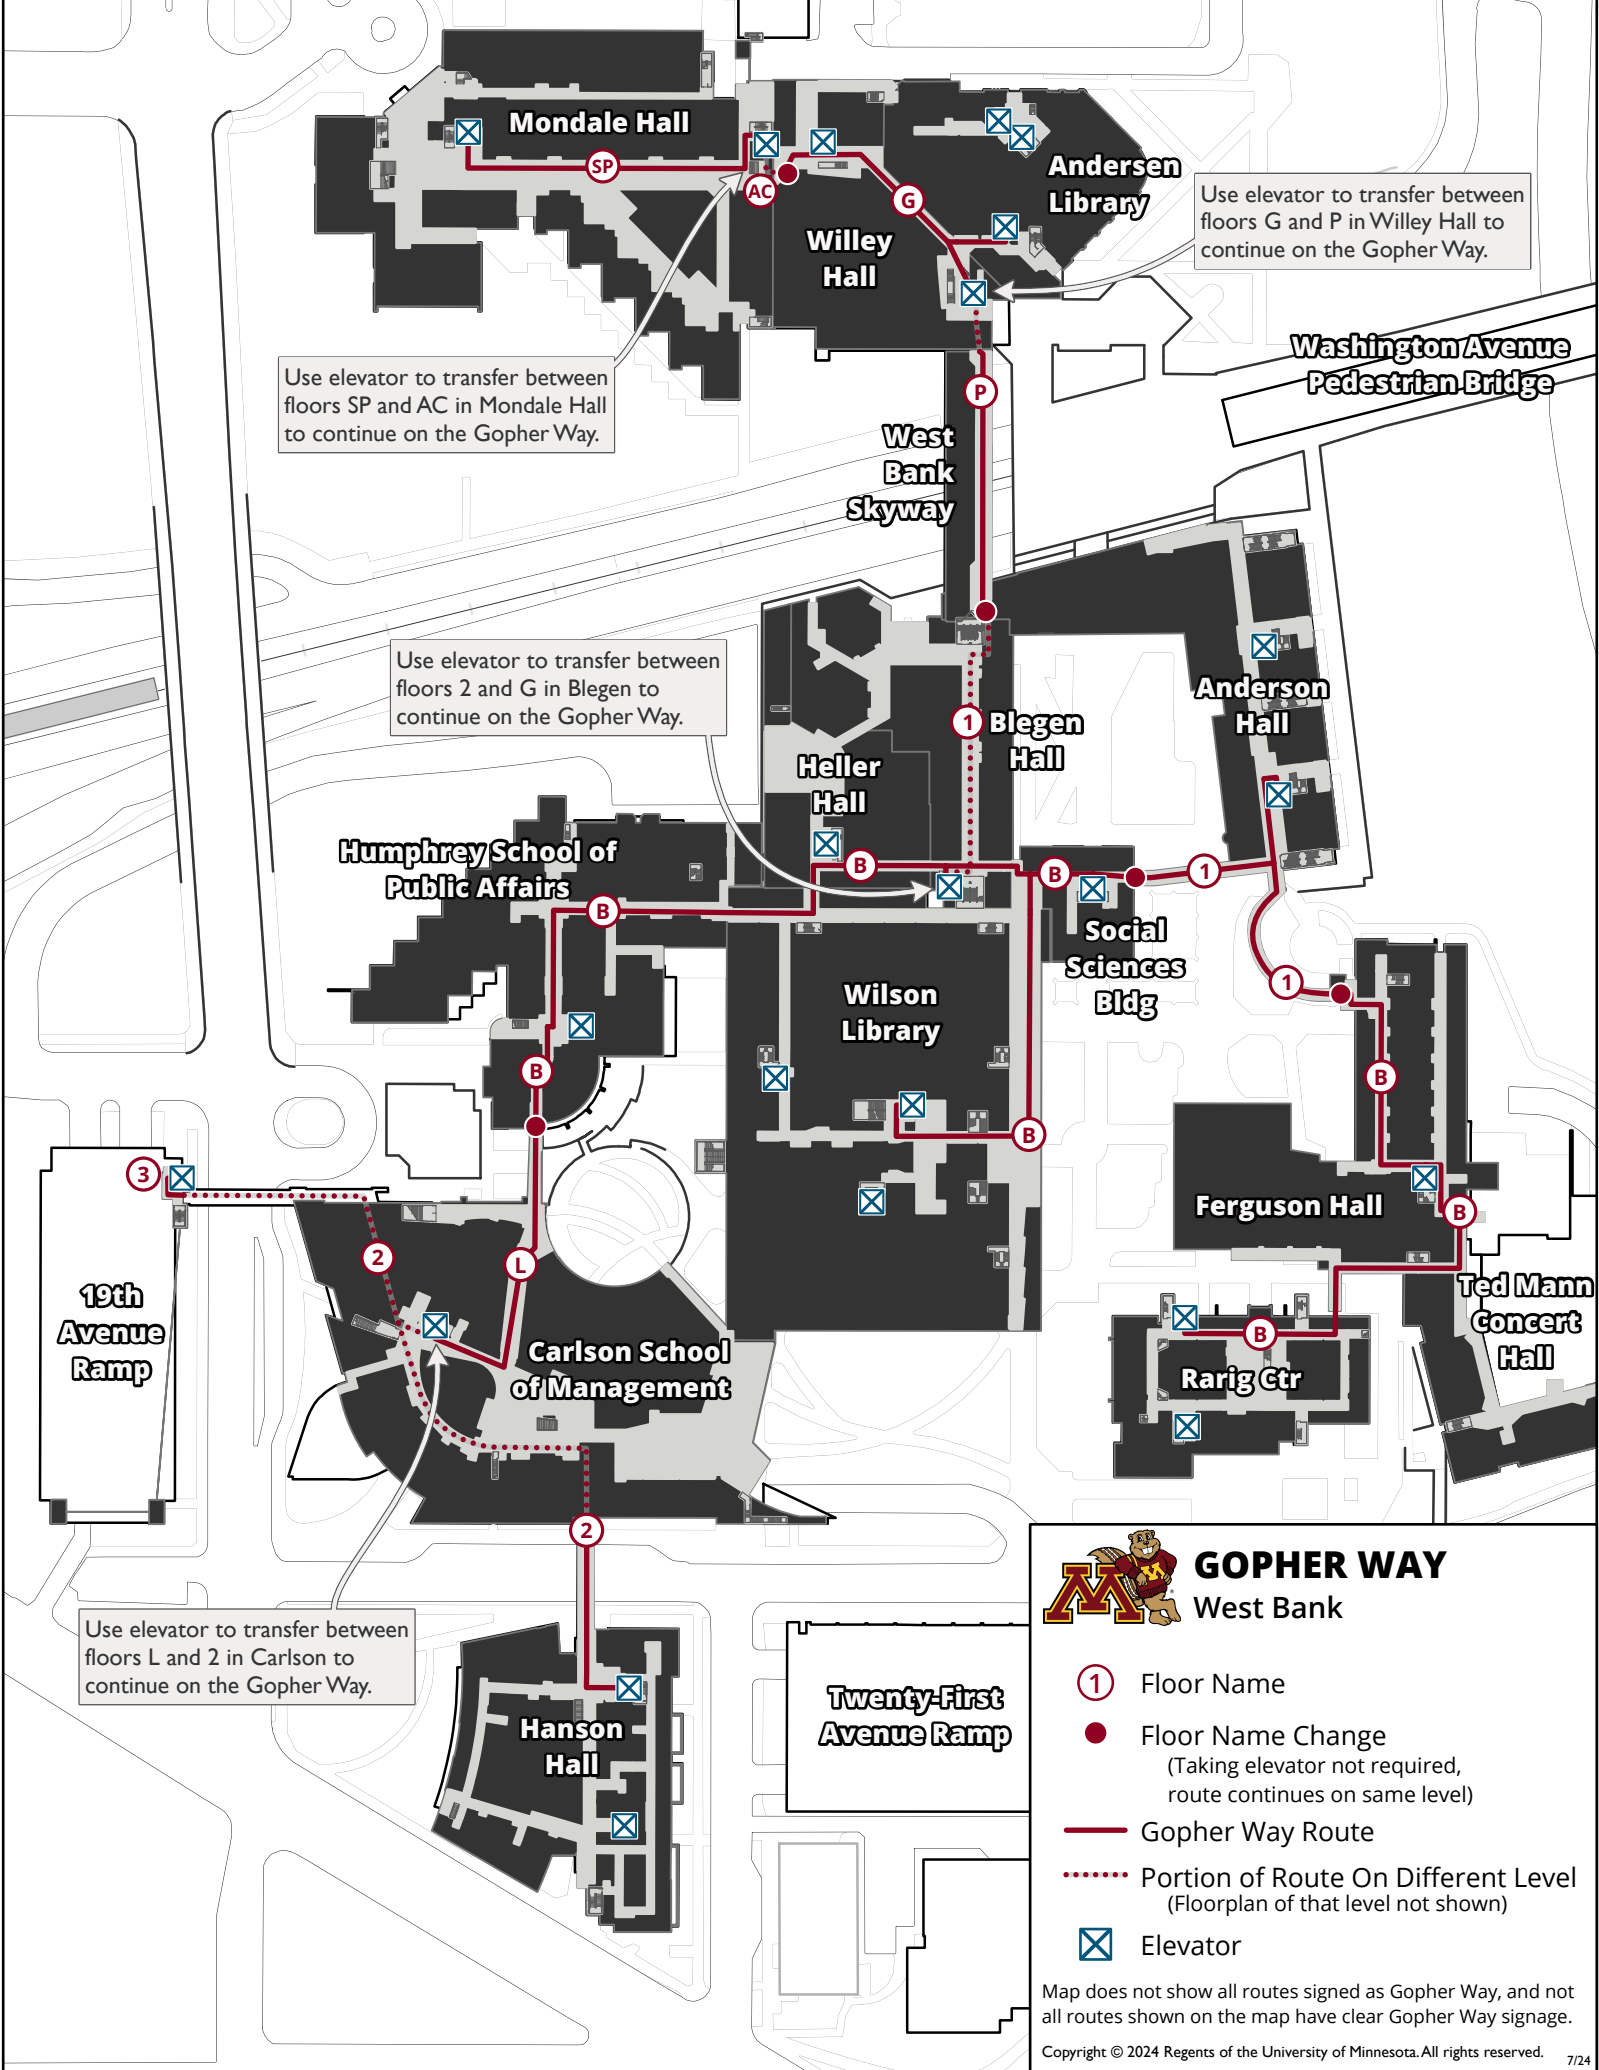 Mondale Hall
SP
AC
G
Andersen
Library
Willey
Hall
Use elevator to transfer between
floors G and P in Willey Hall to
continue on the Gopher Way.
Washington Avenue
Pedestrian Bridge
Use elevator to transfer between
floors SP and AC in Mondale Hall
to continue on the Gopher Way.
P
West
Bank
Skyway
Use elevator to transfer between
floors 2 and G in Blegen to
continue on the Gopher Way.
Anderson
Hall
1
Blegen
Hall
Heller
Hall
Humphrey School of
Public Affairs
B
B
1
B
Social
Sciences
Bldg
1
Wilson
Library
B
B
B
3
Ferguson Hall
B
2
L
19th
Avenue
Ramp
Ted Mann
Concert
Hall
B
Carlson School
of Management
Rarig Ctr
2
Use elevator to transfer between
floors L and 2 in Carlson to
continue on the Gopher Way.
Hanson
Hall
Twenty-First
Avenue Ramp
M
GOPHER WAY
West Bank
1 Floor Name
Floor Name Change
(Taking elevator not required,
route continues on same level)
Gopher Way Route
Portion of Route On Different Level
(Floorplan of that level not shown)
Elevator
Map does not show all routes signed as Gopher Way, and not
all routes shown on the map have clear Gopher Way signage.
Copyright © 2024 Regents of the University of Minnesota. All rights reserved.
7/24